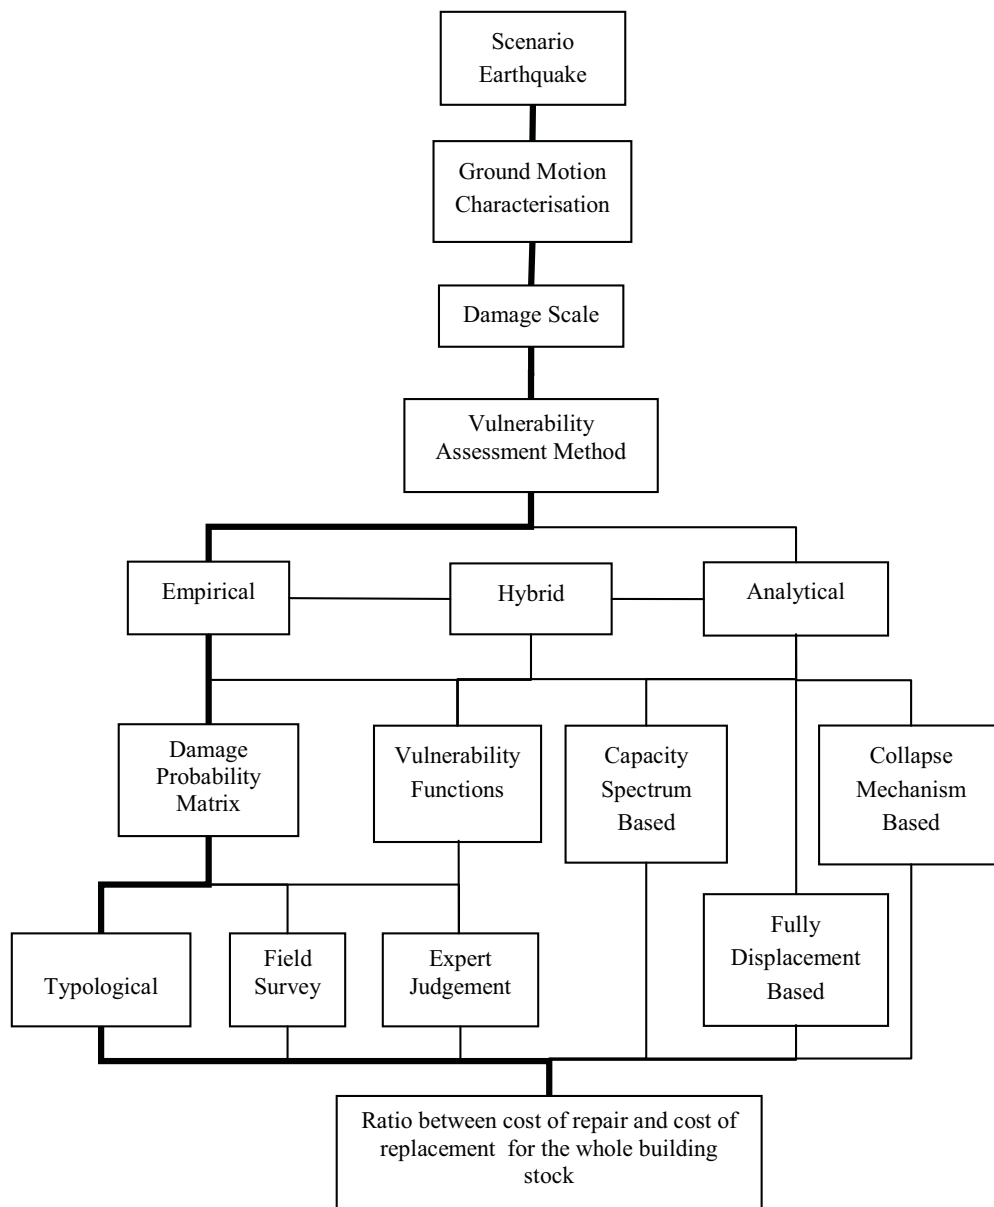 Scenario
Earthquake
Ground Motion
Characterisation
Damage Scale
Vulnerability
Assessment Method
Empirical
Hybrid
Analytical
Damage
Probability
Matrix
Vulnerability
Functions
Capacity
Spectrum
Based
Collapse
Mechanism
Based
Typological
Field
Survey
Expert
Judgement
Fully
Displacement
Based
Ratio between cost of repair and cost of
replacement for the whole building
stock